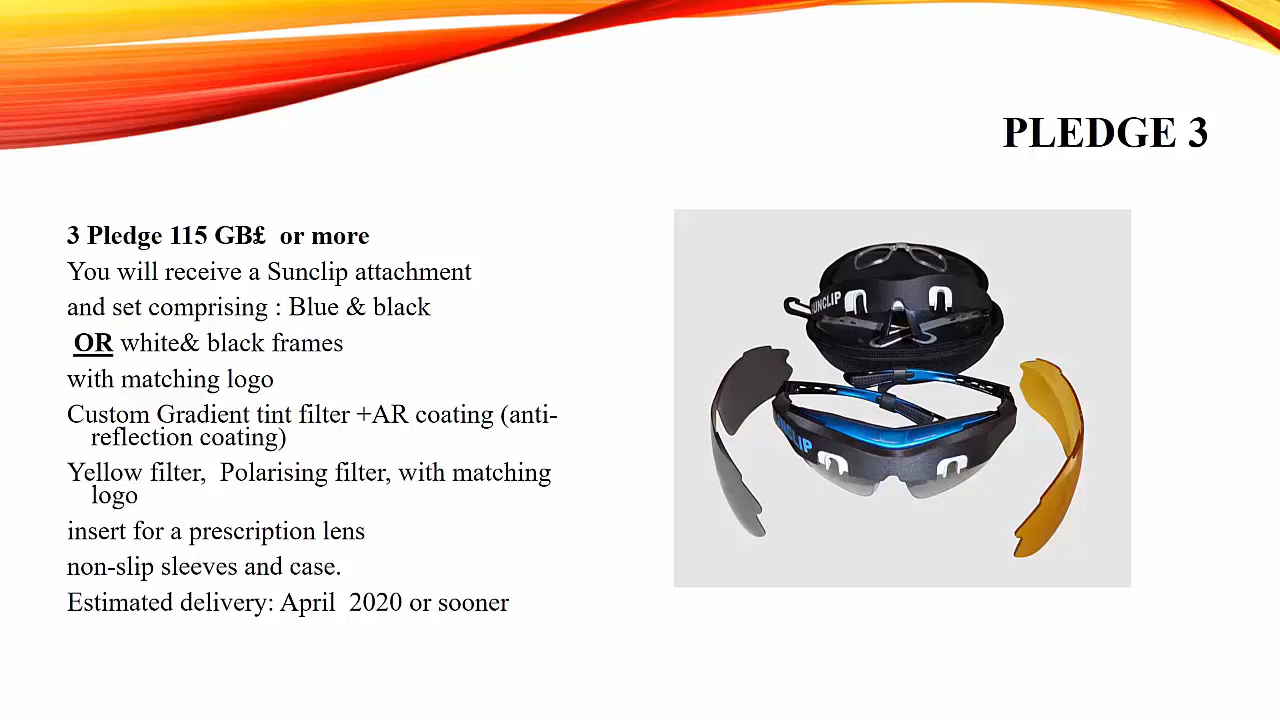 PLEDGE 3
3 Pledge 115 GB£  or more
You will receive a Sunclip attachment
and set comprising : Blue & black
OR white& black frames
with matching logo
Custom Gradient tint filter +AR coating (anti-
reflection coating)
Yellow filter,  Polarising filter, with matching
logo
insert for a prescription lens
non-slip sleeves and case.
Estimated delivery: April  2020 or sooner
SUNCLIP
UNCLIP